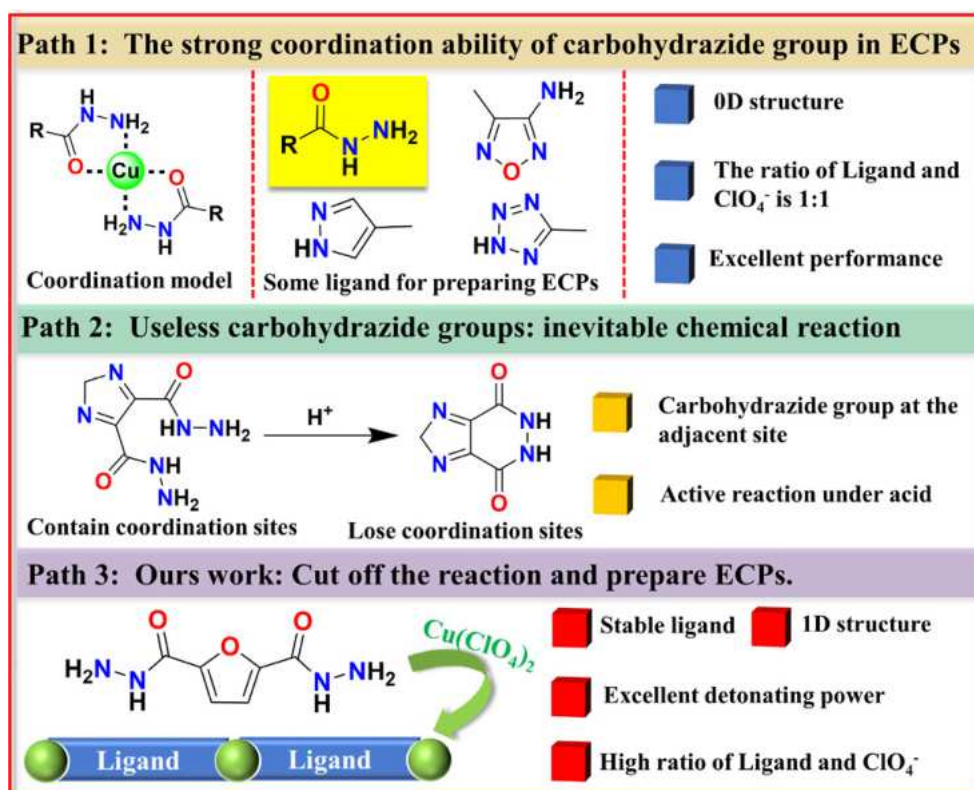 Path 1: The strong coordination ability of carbohydrazide group in ECPs
H
N
NH₂
R
O
Cu
O
R
H₂N
N
H
Coordination model
O
R
N
H
NH₂
NH₂
N
O
N
N
HN
N
N
N
HN
N
Some ligand for preparing ECPs
0D structure
The ratio of Ligand and
ClO₄⁻ is 1:1
Excellent performance
Path 2: Useless carbohydrazide groups: inevitable chemical reaction
N
N
O
HN
NH₂
O
NH
NH₂
Contain coordination sites
H⁺
O
N
N
NH
NH
O
Lose coordination sites
Carbohydrazide group at the
adjacent site
Active reaction under acid
Path 3: Ours work: Cut off the reaction and prepare ECPs.
O
O
O
H₂N
N
H
N
H
NH₂
Cu(ClO₄)₂
Ligand
Ligand
Stable ligand
1D structure
Excellent detonating power
High ratio of Ligand and ClO₄⁻